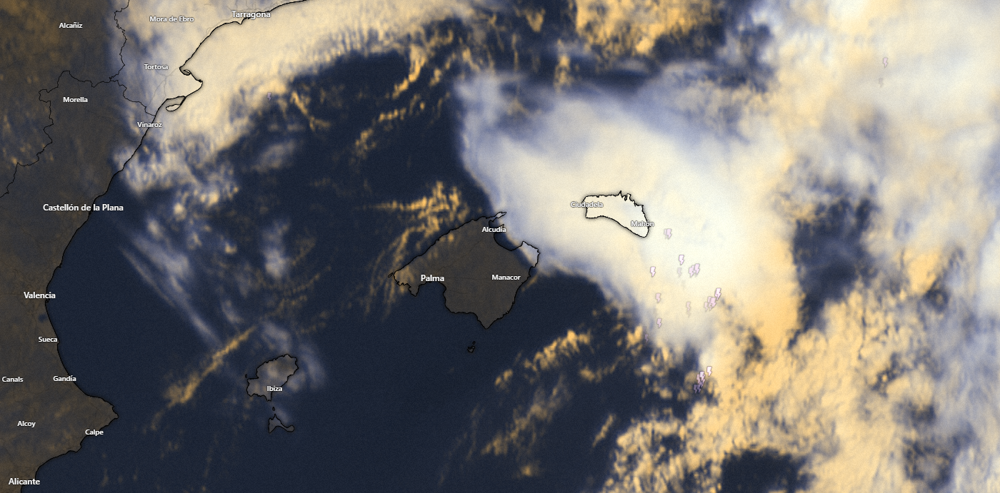 Tarragona
Mora de Ebro
Alcañiz
Tortosa
Morella
Vinaroz
Castellón de la Plana
Ciudadela
Mahón
Alcudía
Palma
Manacor
Valencia
Sueca
Canals
Gandía
Ibiza
Alcoy
Calpe
Alicante